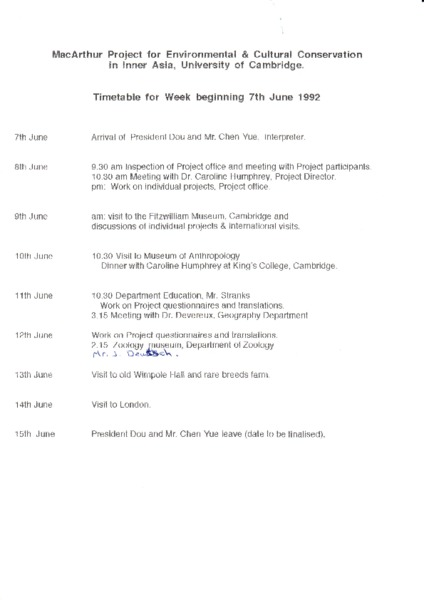 MacArthur Project for Environmental & Cultural Conservation
in Inner Asia, University of Cambridge.
Timetable for Week beginning 7th June 1992
7th June Arrival of President Dou and Mr. Chen Yue, Interpreter.
8th June 9.30 am Inspection of Project office and meeting with Project participants
10.30 am Meeting with Dr. Caroline Humphrey, Project Director.
pm: Work on individual projects, Project office.
9th June am: visit to the Fitzwilliam Museum, Cambridge and
discussions of individual projects & international visits.
10th June 10.30 Visit to Museum of Anthropology
Dinner with Caroline Humphrey at King's College, Cambridge.
11th June 10.30 Department Education, Mr. Stranks
Work on Project questionnaires and translations.
3.15 Meeting with Dr. Devereux, Geography Department
12th June Work on Project questionnaires and translations.
2.15 Zoology museum, Department of Zoology
Mr. J. Deutsch.
13th June Visit to old Wimpole Hall and rare breeds farm.
14th June Visit to London.
15th June President Dou and Mr. Chen Yue leave (date to be finalised).